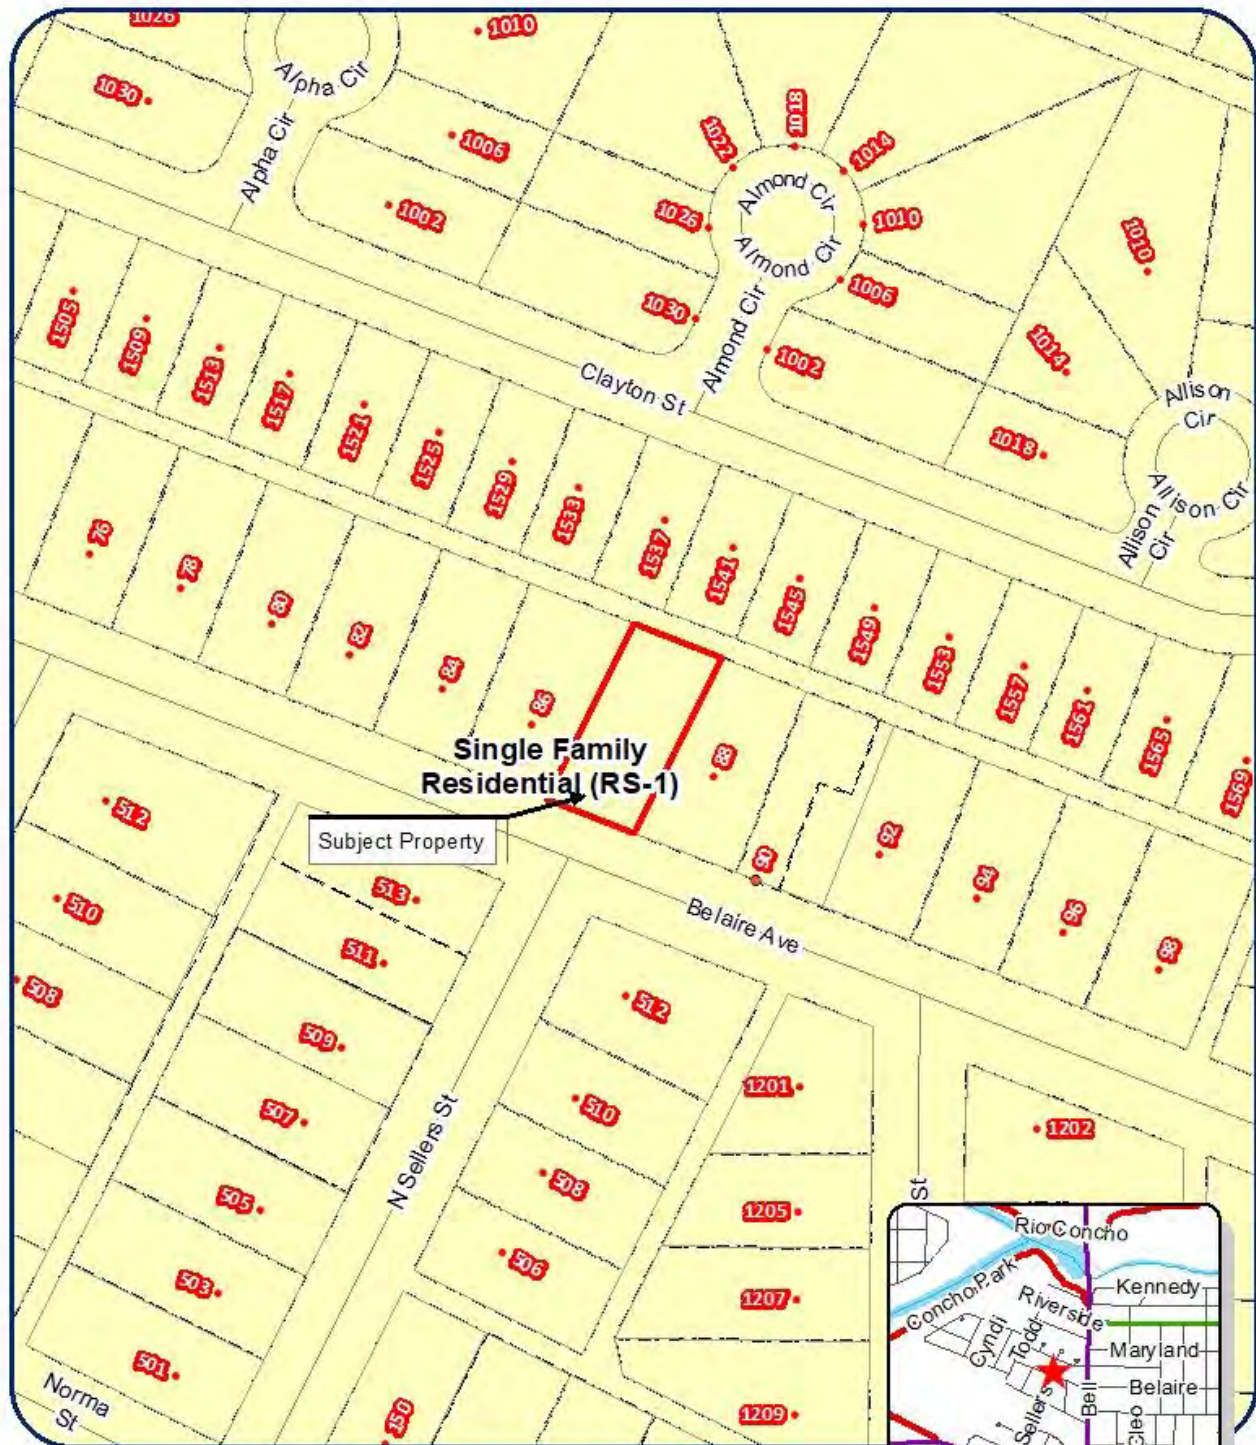 1026
1010
1030
Alpha Cir
Alpha Cir
1006
1002
1022
1018
1014
1026
Almond Cir
Almond Cir
1010
1010
1030
Almond Cir
1006
1002
1014
1018
Allison
Cir
Allison Cir
Allison
Cir
Clayton St
1505
1509
1513
1517
1521
1525
1529
1533
1537
1541
1545
1549
1553
1557
1561
1565
1569
76
78
80
82
84
86
Single Family
Residential (RS-1)
Subject Property
88
90
92
94
96
98
Belaire Ave
512
510
508
513
511
509
507
505
503
501
N Sellers St
512
510
508
506
1201
1205
1207
1209
1202
St
Norma
St
150
Rio Concho
Concho Park
Kennedy
Riverside
Cyndi
Todd
Maryland
Sellers
Bell
Belaire
Cleo